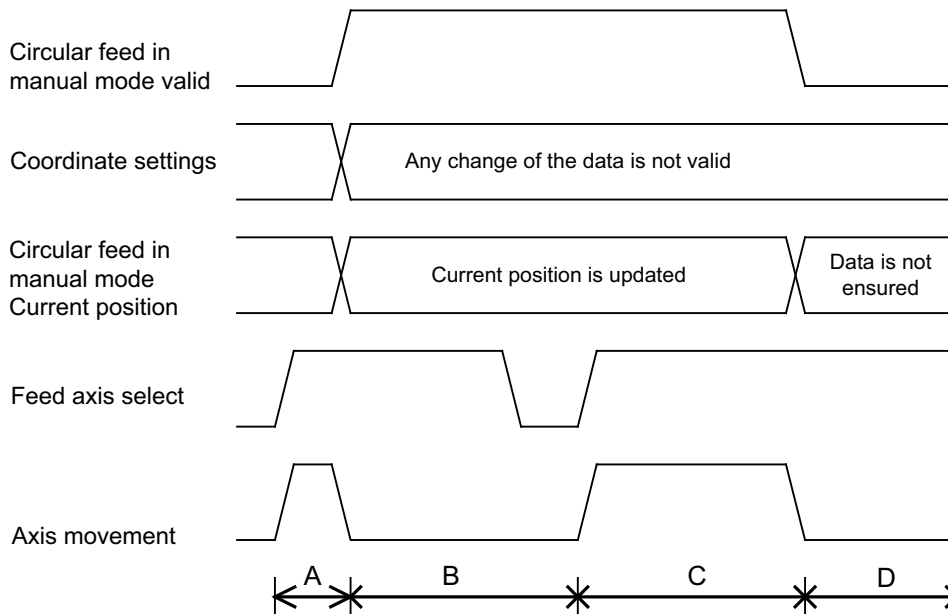 Circular feed in
manual mode valid
Coordinate settings
Any change of the data is not valid
Circular feed in
manual mode
Current position
Current position is updated
Data is not
ensured
Feed axis select
Axis movement
A
B
C
D